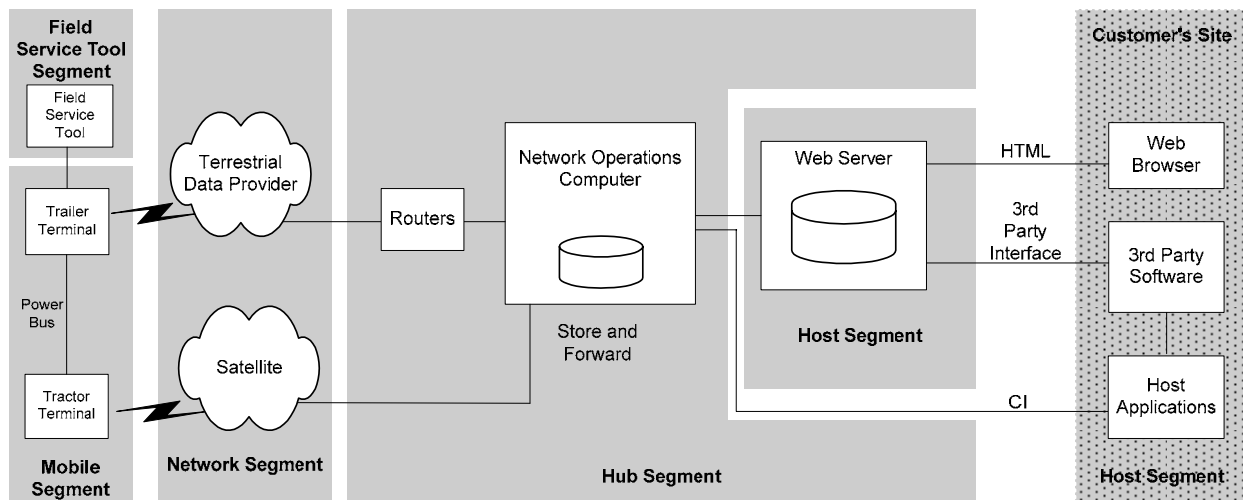 Field
Service Tool
Segment
Field
Service
Tool
Trailer
Terminal
Power
Bus
Tractor
Terminal
Mobile
Segment
Terrestrial
Data Provider
Satellite
Network Segment
Routers
Network Operations
Computer
Store and
Forward
Hub Segment
Web Server
Host Segment
HTML
3rd
Party
Interface
CI
Customer's Site
Web
Browser
3rd Party
Software
Host
Applications
Host Segment